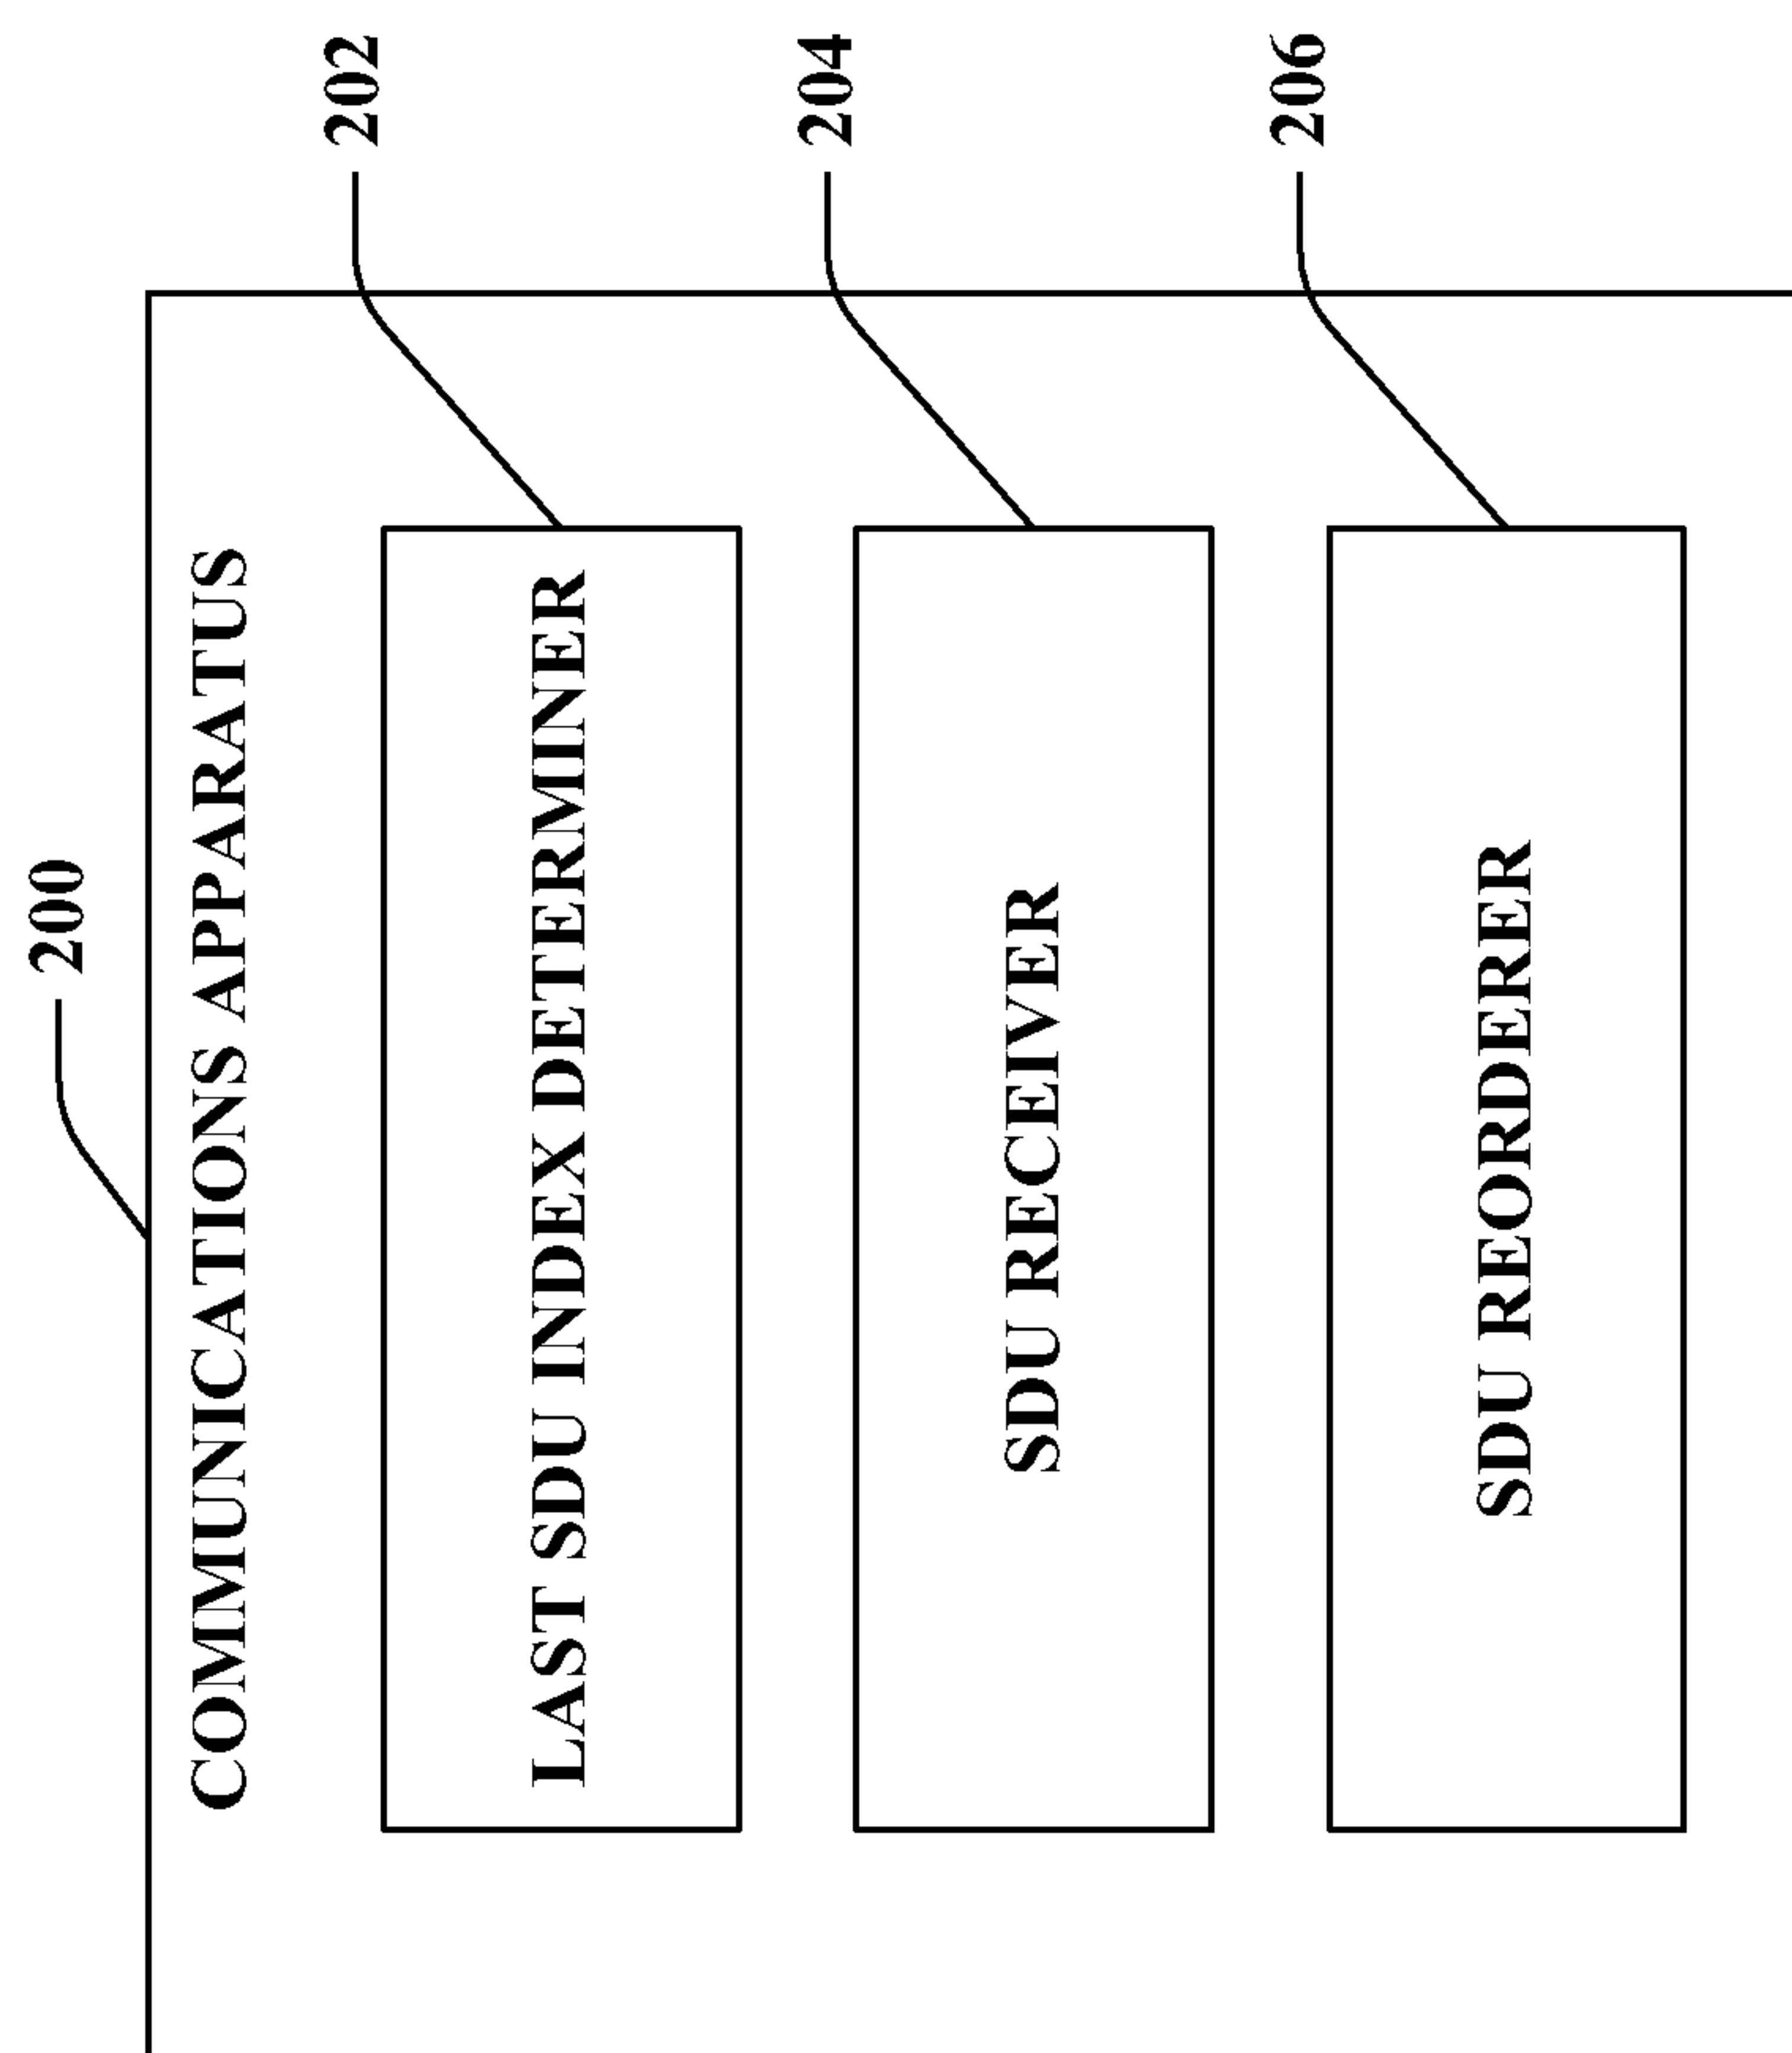 200
COMMUNICATIONS APPARATUS
202
LAST SDU INDEX DETERMINER
204
SDU RECEIVER
206
SDU REORDERER